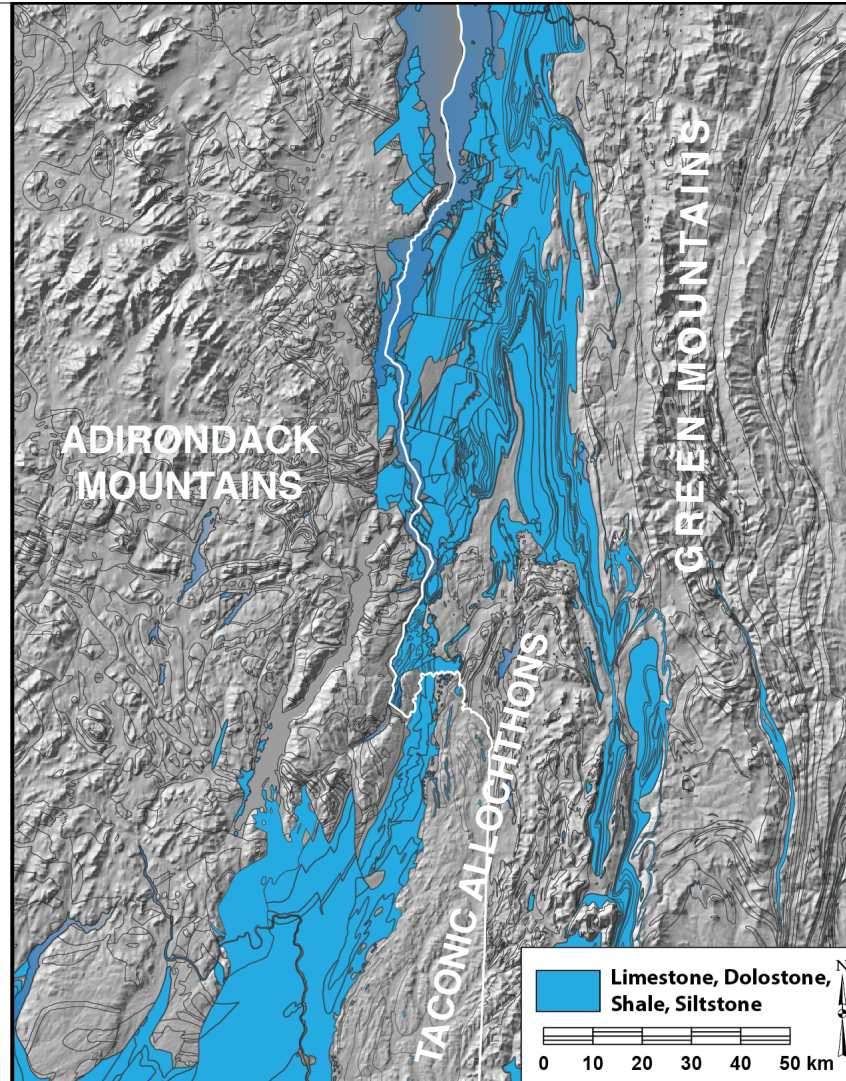 ADIRONDACK
MOUNTAINS
GREEN MOUNTAINS
TACONIC ALLOCHTHONS
Limestone, Dolostone,
Shale, Siltstone
N
0 10 20 30 40 50 km